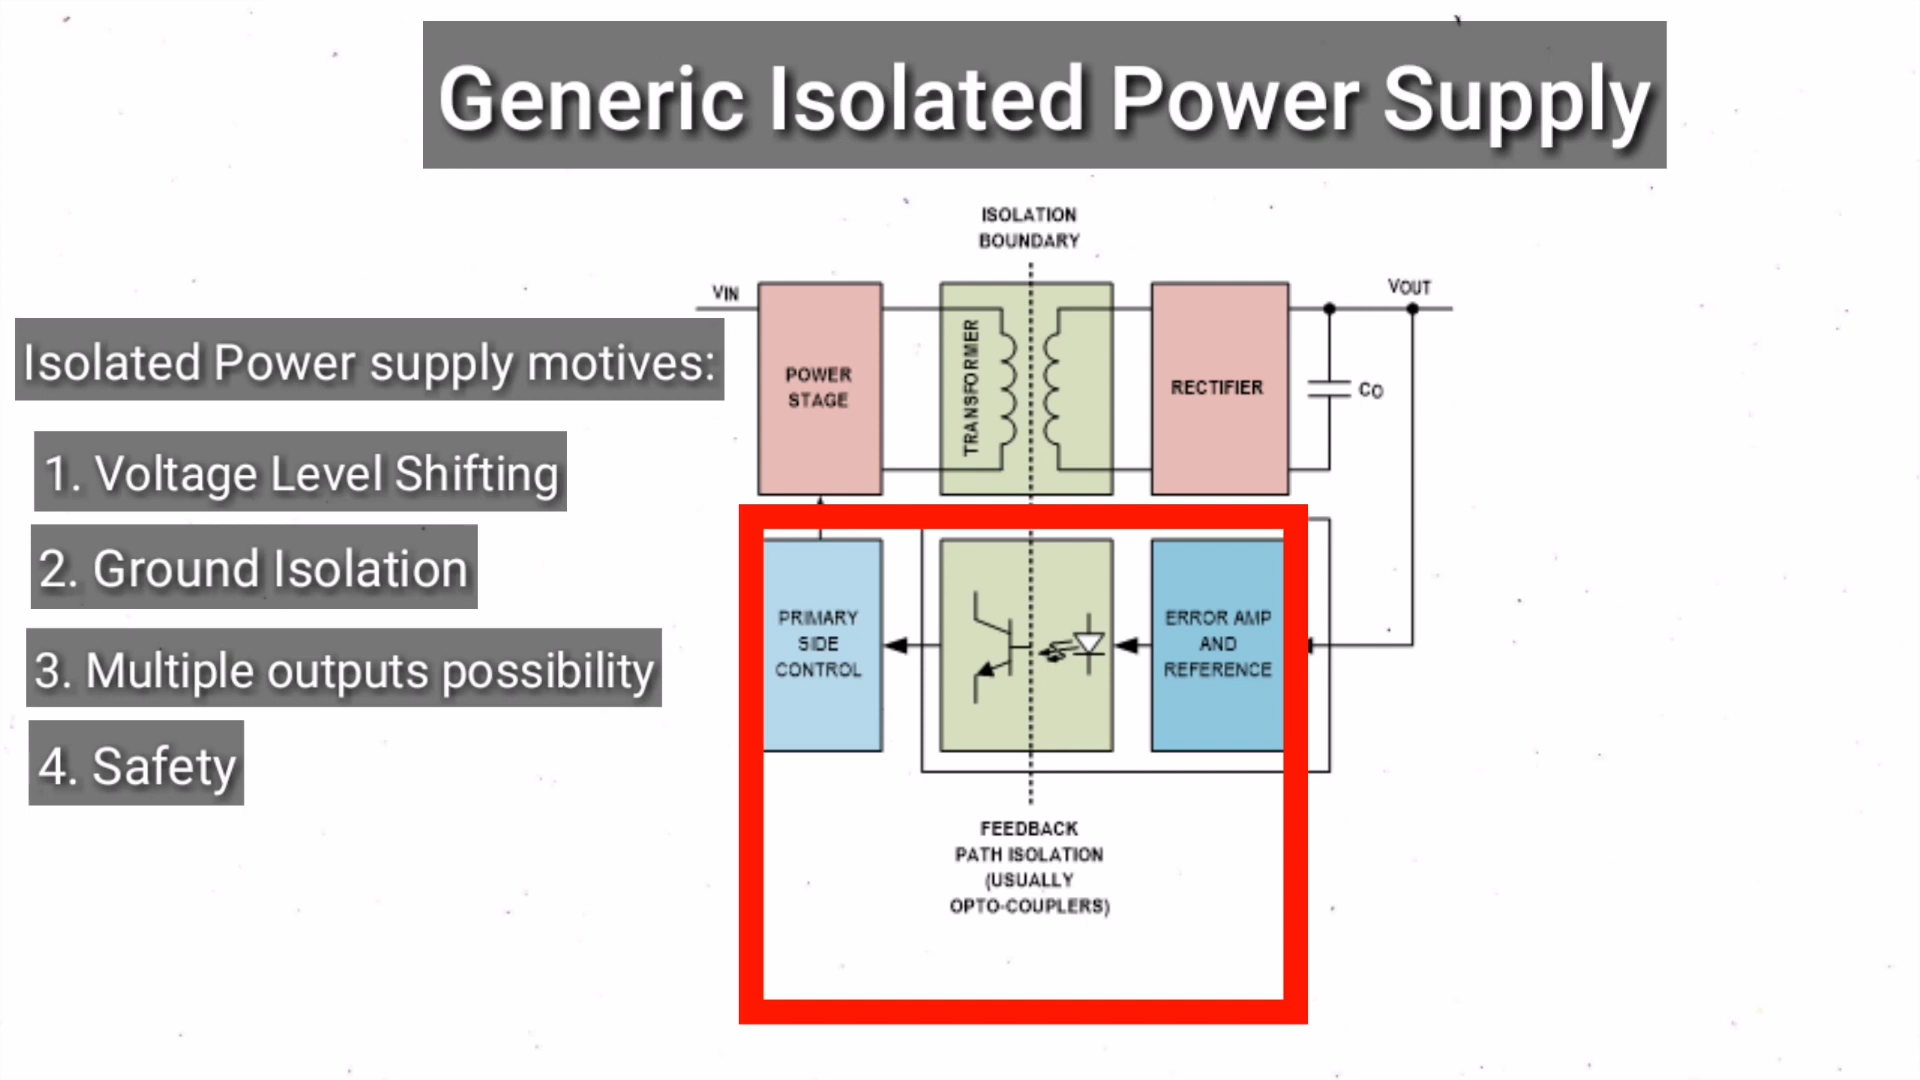 Generic Isolated Power Supply
Isolated Power supply motives:
1. Voltage Level Shifting
2. Ground Isolation
3. Multiple outputs possibility
4. Safety
ISOLATION
BOUNDARY
VIN
POWER
STAGE
TRANSFORMER
RECTIFIER
VOUT
CO
PRIMARY
SIDE
CONTROL
ERROR AMP
AND
REFERENCE
FEEDBACK
PATH ISOLATION
(USUALLY
OPTO-COUPLERS)